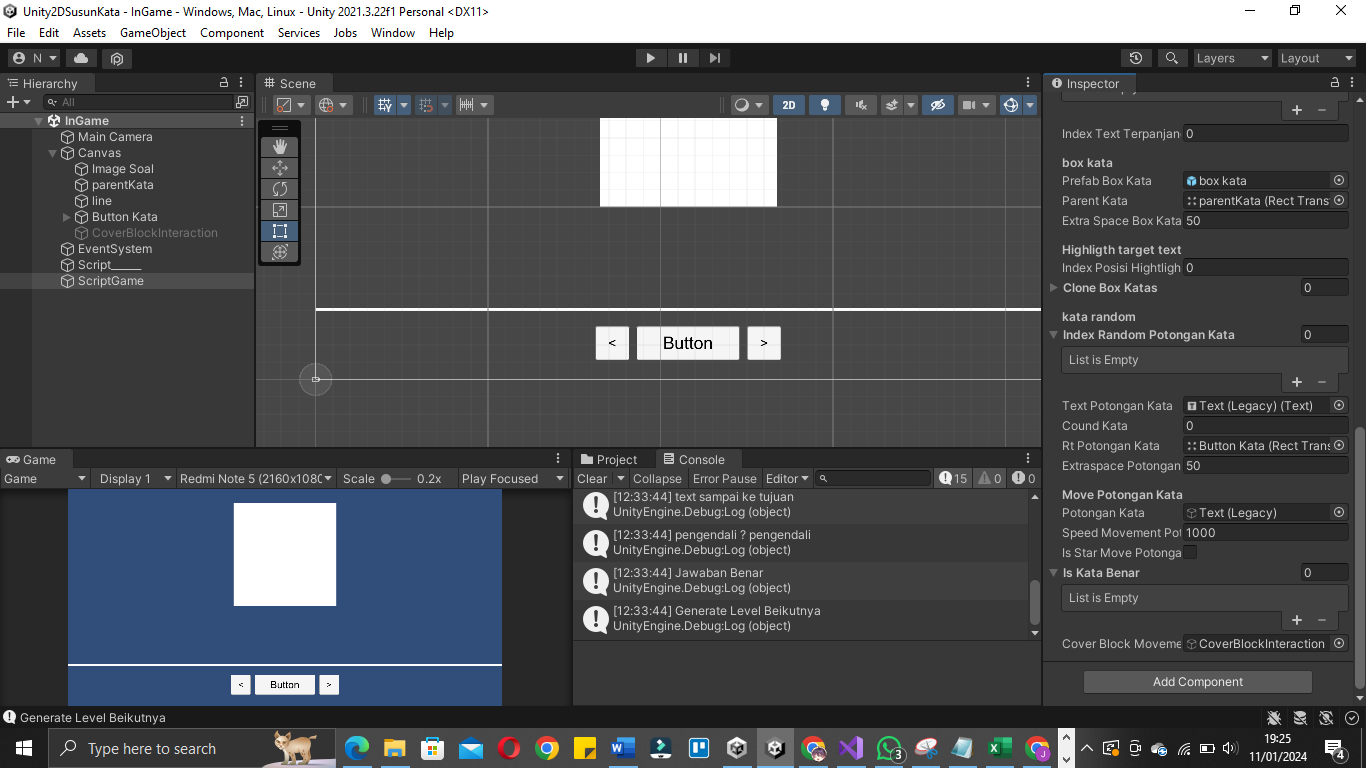 Unity2DSusunKata - InGame - Windows, Mac, Linux - Unity 2021.3.22f1 Personal <DX11>
File Edit Assets GameObject Component Services Jobs Window Help
N
Layers
Layout
Hierarchy
All
InGame
Main Camera
Canvas
Image Soal
parentKata
line
Button Kata
CoverBlockInteraction
EventSystem
Script_____
ScriptGame
Scene
2D
< Button >
Game
Game Display 1 Redmi Note 5 (2160x1080 Scale 0.2x Play Focused
< Button >
Project Console
Clear Collapse Error Pause Editor 15 0 0
[12:33:44] text sampai ke tujuan
UnityEngine.Debug:Log (object)
[12:33:44] pengendali ? pengendali
UnityEngine.Debug:Log (object)
[12:33:44] Jawaban Benar
UnityEngine.Debug:Log (object)
[12:33:44] Generate Level Beikutnya
UnityEngine.Debug:Log (object)
Inspector
Index Text Terpanjan 0
box kata
Prefab Box Kata box kata
Parent Kata parentKata (Rect Trans
Extra Space Box Kata 50
Highligth target text
Index Posisi Hightligh 0
Clone Box Katas 0
kata random
Index Random Potongan Kata 0
List is Empty
Text Potongan Kata Text (Legacy) (Text)
Cound Kata 0
Rt Potongan Kata Button Kata (Rect Trans
Extraspace Potongan 50
Move Potongan Kata
Potongan Kata Text (Legacy)
Speed Movement Pot 1000
Is Star Move Potonga
Is Kata Benar 0
List is Empty
Cover Block Moveme CoverBlockInteraction
Add Component
Generate Level Beikutnya
Type here to search
3
19:25
11/01/2024
4